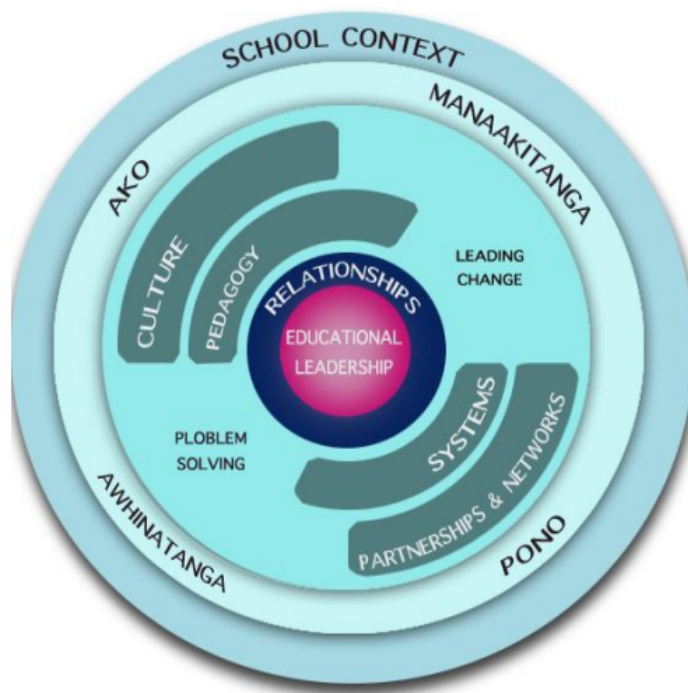 SCHOOL CONTEXT
MANAAKITANGA
AKO
CULTURE
PEDAGOGY
LEADING
CHANGE
RELATIONSHIPS
EDUCATIONAL
LEADERSHIP
PLOBLEM
SOLVING
SYSTEMS
PARTNERSHIPS & NETWORKS
AWHINATANGA
PONO